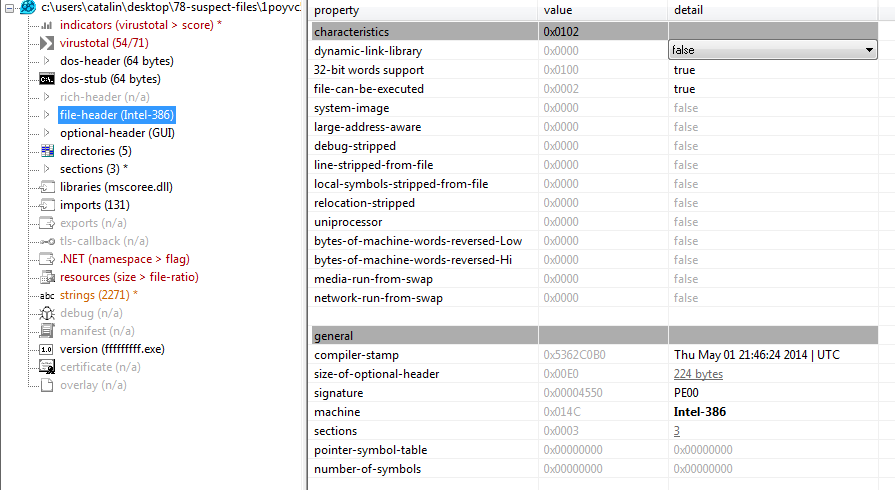 c:\users\catalin\desktop\78-suspect-files\1poyvc
indicators (virustotal > score) *
virustotal (54/71)
dos-header (64 bytes)
dos-stub (64 bytes)
rich-header (n/a)
file-header (Intel-386)
optional-header (GUI)
directories (5)
sections (3) *
libraries (mscoree.dll)
imports (131)
exports (n/a)
tls-callback (n/a)
.NET (namespace > flag)
resources (size > file-ratio)
abc strings (2271) *
debug (n/a)
manifest (n/a)
1.0 version (fffffffff.exe)
certificate (n/a)
overlay (n/a)
property value detail
characteristics 0x0102
dynamic-link-library 0x0000 false
32-bit words support 0x0100 true
file-can-be-executed 0x0002 true
system-image 0x0000 false
large-address-aware 0x0000 false
debug-stripped 0x0000 false
line-stripped-from-file 0x0000 false
local-symbols-stripped-from-file 0x0000 false
relocation-stripped 0x0000 false
uniprocessor 0x0000 false
bytes-of-machine-words-reversed-Low 0x0000 false
bytes-of-machine-words-reversed-Hi 0x0000 false
media-run-from-swap 0x0000 false
network-run-from-swap 0x0000 false
general
compiler-stamp 0x5362C0B0 Thu May 01 21:46:24 2014 | UTC
size-of-optional-header 0x00E0 224 bytes
signature 0x00004550 PE00
machine 0x014C Intel-386
sections 0x0003 3
pointer-symbol-table 0x00000000 0x00000000
number-of-symbols 0x00000000 0x00000000